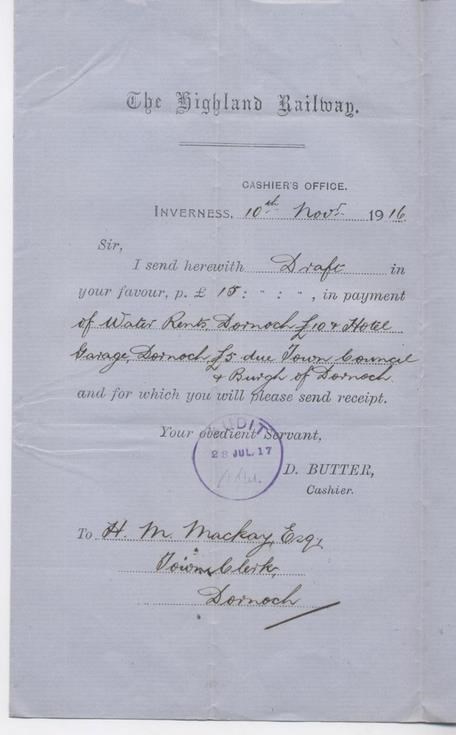 The Highland Railway.
CASHIER'S OFFICE.
INVERNESS, 10th Novr 1916
Sir,
I send herewith Draft in
your favour, p. £ 15 : " : " , in payment
of Water Rents, Dornoch £10 & Hotel
Garage, Dornoch £5 due Town Council
& Burgh of Dornoch.
and for which you will please send receipt.
Your obedient Servant,
AUDIT
28 JUL. 17
D. BUTTER,
Cashier.
To H. M. Mackay, Esq,
Town Clerk,
Dornoch